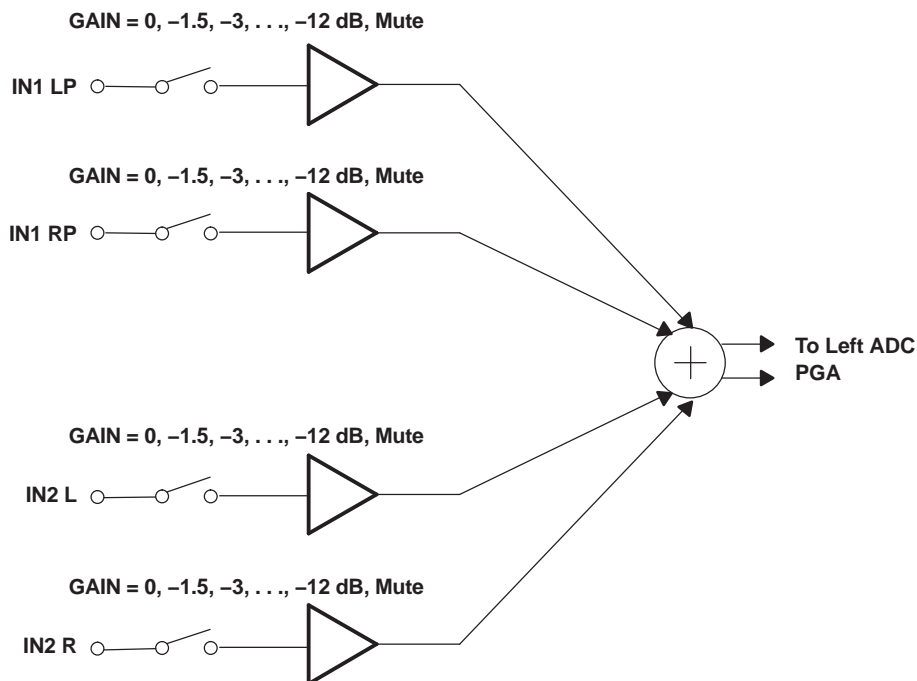 GAIN = 0, −1.5, −3, . . ., −12 dB, Mute
IN1 LP
GAIN = 0, −1.5, −3, . . ., −12 dB, Mute
IN1 RP
To Left ADC
PGA
GAIN = 0, −1.5, −3, . . ., −12 dB, Mute
IN2 L
GAIN = 0, −1.5, −3, . . ., −12 dB, Mute
IN2 R